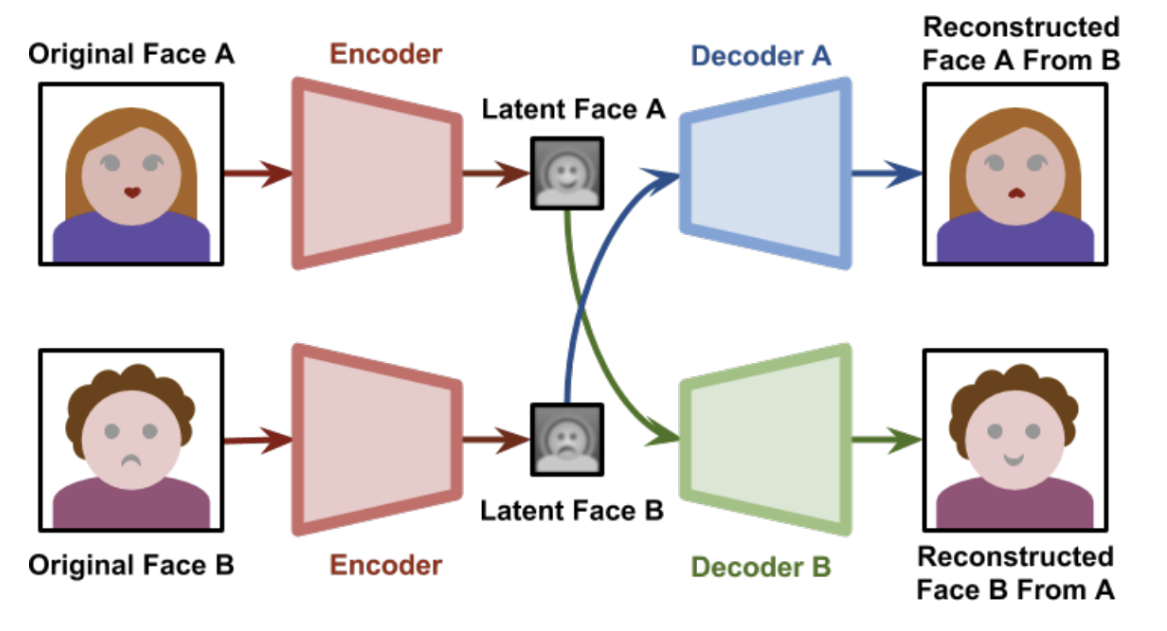 Original Face A
Encoder
Decoder A
Reconstructed
Face A From B
Latent Face A
Latent Face B
Original Face B
Encoder
Decoder B
Reconstructed
Face B From A